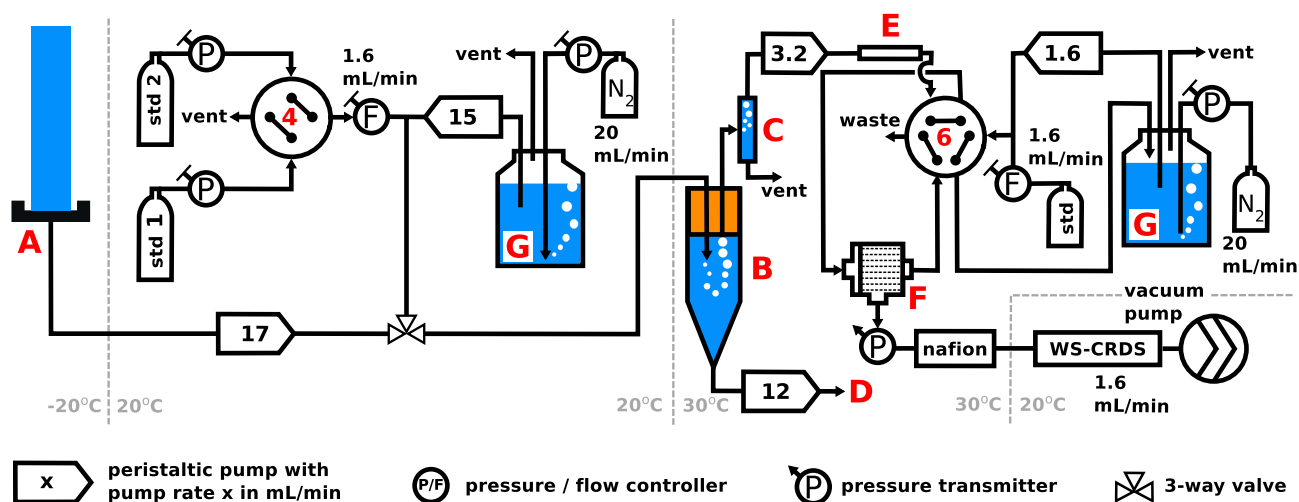 A
-20°C
20°C
std 2
P
std 1
P
vent
4
1.6
mL/min
F
15
17
vent
P
N2
20
mL/min
G
20°C
30°C
B
C
vent
12
D
3.2
E
waste
6
F
P
nafion
30°C
20°C
1.6
1.6
mL/min
F
std
G
vent
P
N2
20
mL/min
vacuum
pump
WS-CRDS
1.6
mL/min
x
peristaltic pump with
pump rate x in mL/min
P/F
pressure / flow controller
P
pressure transmitter
3-way valve